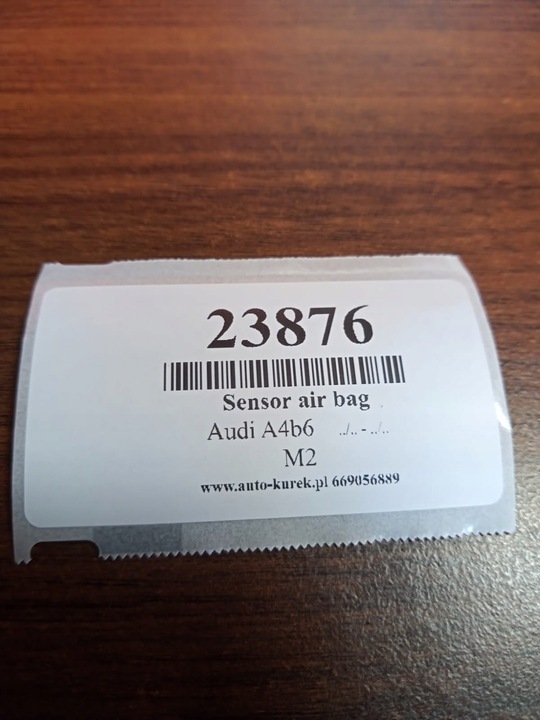 23876
Sensor air bag
Audi A4b6 ../.. - ../..
M2
www.auto-kurek.pl 669056889